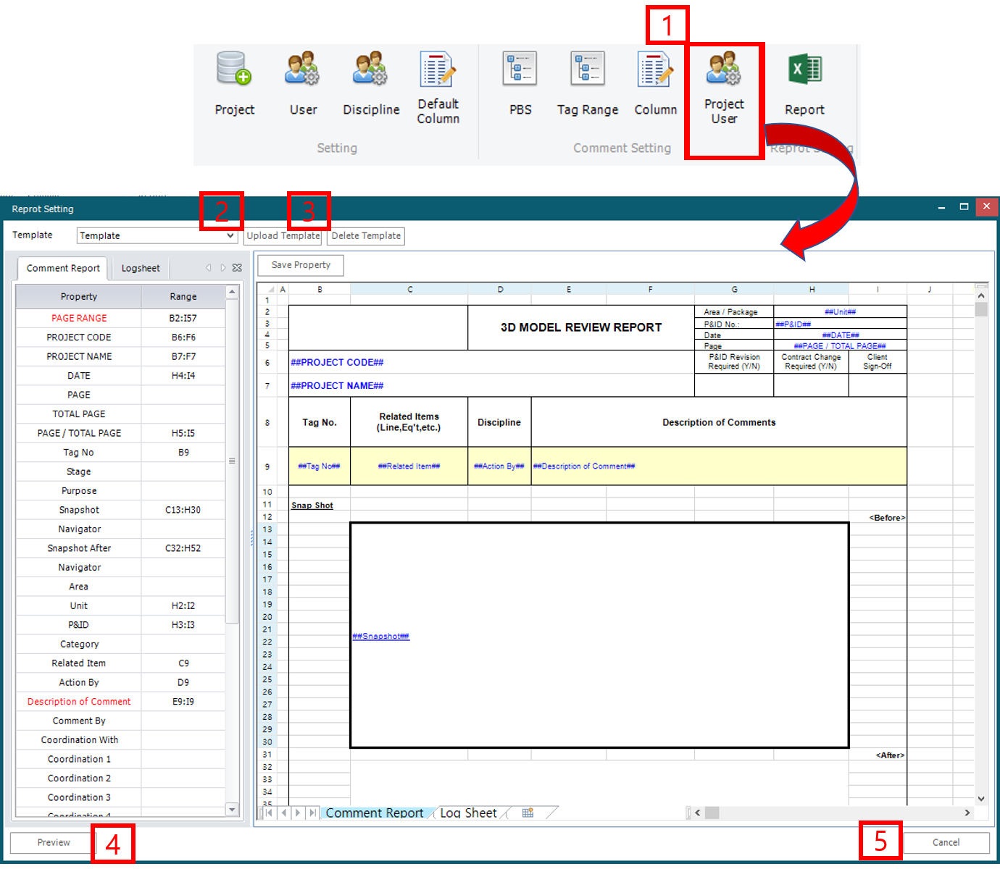 1
Project
User
Discipline
Default
Column
PBS
Tag Range
Column
Project
User
Report
Setting
Comment Setting
Reprot Setting
2
3
Template
Template
Upload Template
Delete Template
Comment Report
Logsheet
Save Property
Property Range
PAGE RANGE B2:I57
PROJECT CODE B6:F6
PROJECT NAME B7:F7
DATE H4:I4
PAGE
TOTAL PAGE
PAGE / TOTAL PAGE H5:I5
Tag No B9
Stage
Purpose
Snapshot C13:H30
Navigator
Snapshot After C32:H52
Navigator
Area
Unit H2:I2
P&ID H3:I3
Category
Related Item C9
Action By D9
Description of Comment E9:I9
Comment By
Coordination With
Coordination 1
Coordination 2
Coordination 3
Coordination 4
A B C D E F G H I J
1
2 Area / Package ##Unit##
3D MODEL REVIEW REPORT
3 P&ID No.: ##P&ID##
4 Date ##DATE##
5 Page ##PAGE / TOTAL PAGE##
6 ##PROJECT CODE##
P&ID Revision
Required (Y/N)
Contract Change
Required (Y/N)
Client
Sign-Off
7 ##PROJECT NAME##
8 Tag No.
Related Items
(Line,Eq't,etc.)
Discipline
Description of Comments
9 ##Tag No## ##Related Item## ##Action By## ##Description of Comment##
10
11 Snap Shot
12 <Before>
13
14
15
16
17
18
19
20
21
##Snapshot##
22
23
24
25
26
27
28
29
30
31 <After>
32
33
34
35
Comment Report
Log Sheet
Preview
4
5
Cancel